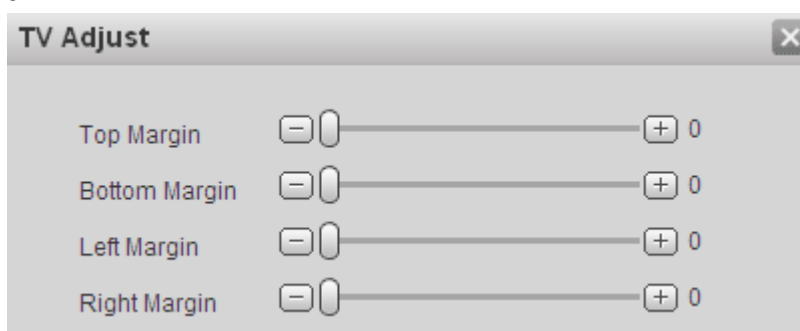 TV Adjust
Top Margin 0
Bottom Margin 0
Left Margin 0
Right Margin 0